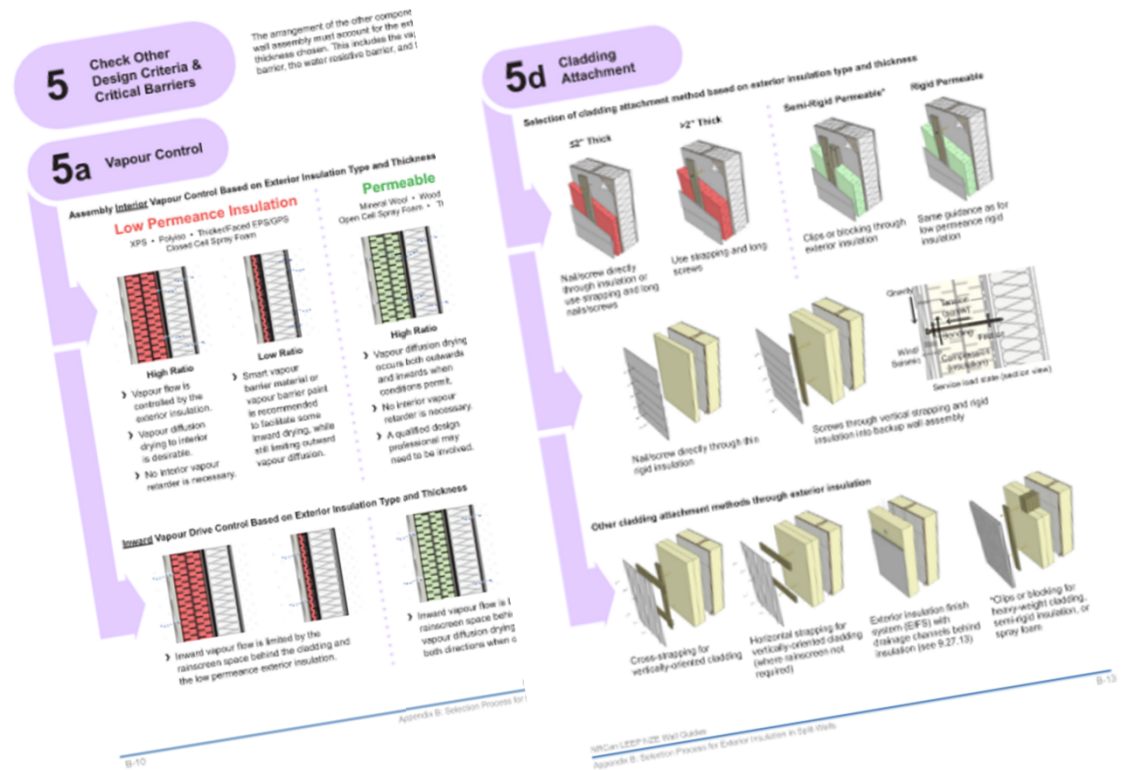 5
Check Other
Design Criteria &
Critical Barriers
The arrangement of the other compon
wall assembly must account for the ext
thickness chosen. This includes the va
barrier, the water resistive barrier, and
5a
Vapour Control
Assembly Interior Vapour Control Based on Exterior Insulation Type and Thickness
Low Permeance Insulation
XPS • Polyiso • Thicker/Faced EPS/GPS
Closed Cell Spray Foam
Permeable
Mineral Wool • Wood
Open Cell Spray Foam •
High Ratio
❯ Vapour flow is
controlled by the
exterior insulation.
❯ Vapour diffusion
drying to interior
is desirable.
❯ No interior vapour
retarder is necessary.
Low Ratio
❯ Smart vapour
barrier material or
vapour barrier paint
is recommended
to facilitate some
inward drying, while
still limiting outward
vapour diffusion.
High Ratio
❯ Vapour diffusion drying
occurs both outwards
and inwards when
conditions permit.
❯ No interior vapour
retarder is necessary.
❯ A qualified design
professional may
need to be involved.
Inward Vapour Drive Control Based on Exterior Insulation Type and Thickness
❯ Inward vapour flow is limited by the
rainscreen space behind the cladding and
the low permeance exterior insulation.
❯ Inward vapour flow is l
rainscreen space behi
vapour diffusion drying
both directions when c
Appendix B: Selection Process for
B-10
5d
Cladding
Attachment
Selection of cladding attachment method based on exterior insulation type and thickness
≤2" Thick
>2" Thick
Semi-Rigid Permeable*
Rigid Permeable
Nail/screw directly
through insulation or
use strapping and long
nails/screws
Use strapping and long
screws
Clips or blocking through
exterior insulation
Same guidance as for
low permeance rigid
insulation
Gravity
Wind/
Seismic
Tension
Bending
Friction
Compression
(insulation)
Service load state (section view)
Nail/screw directly through thin
rigid insulation
Screws through vertical strapping and rigid
insulation into backup wall assembly
Other cladding attachment methods through exterior insulation
Cross-strapping for
vertically-oriented cladding
Horizontal strapping for
vertically-oriented cladding
(where rainscreen not
required)
Exterior insulation finish
system (EIFS) with
drainage channels behind
insulation (see 9.27.13)
*Clips or blocking for
heavy-weight cladding,
semi-rigid insulation, or
spray foam
B-13
NRCan LEEP NZE Wall Guides
Appendix B: Selection Process for Exterior Insulation in Split Walls